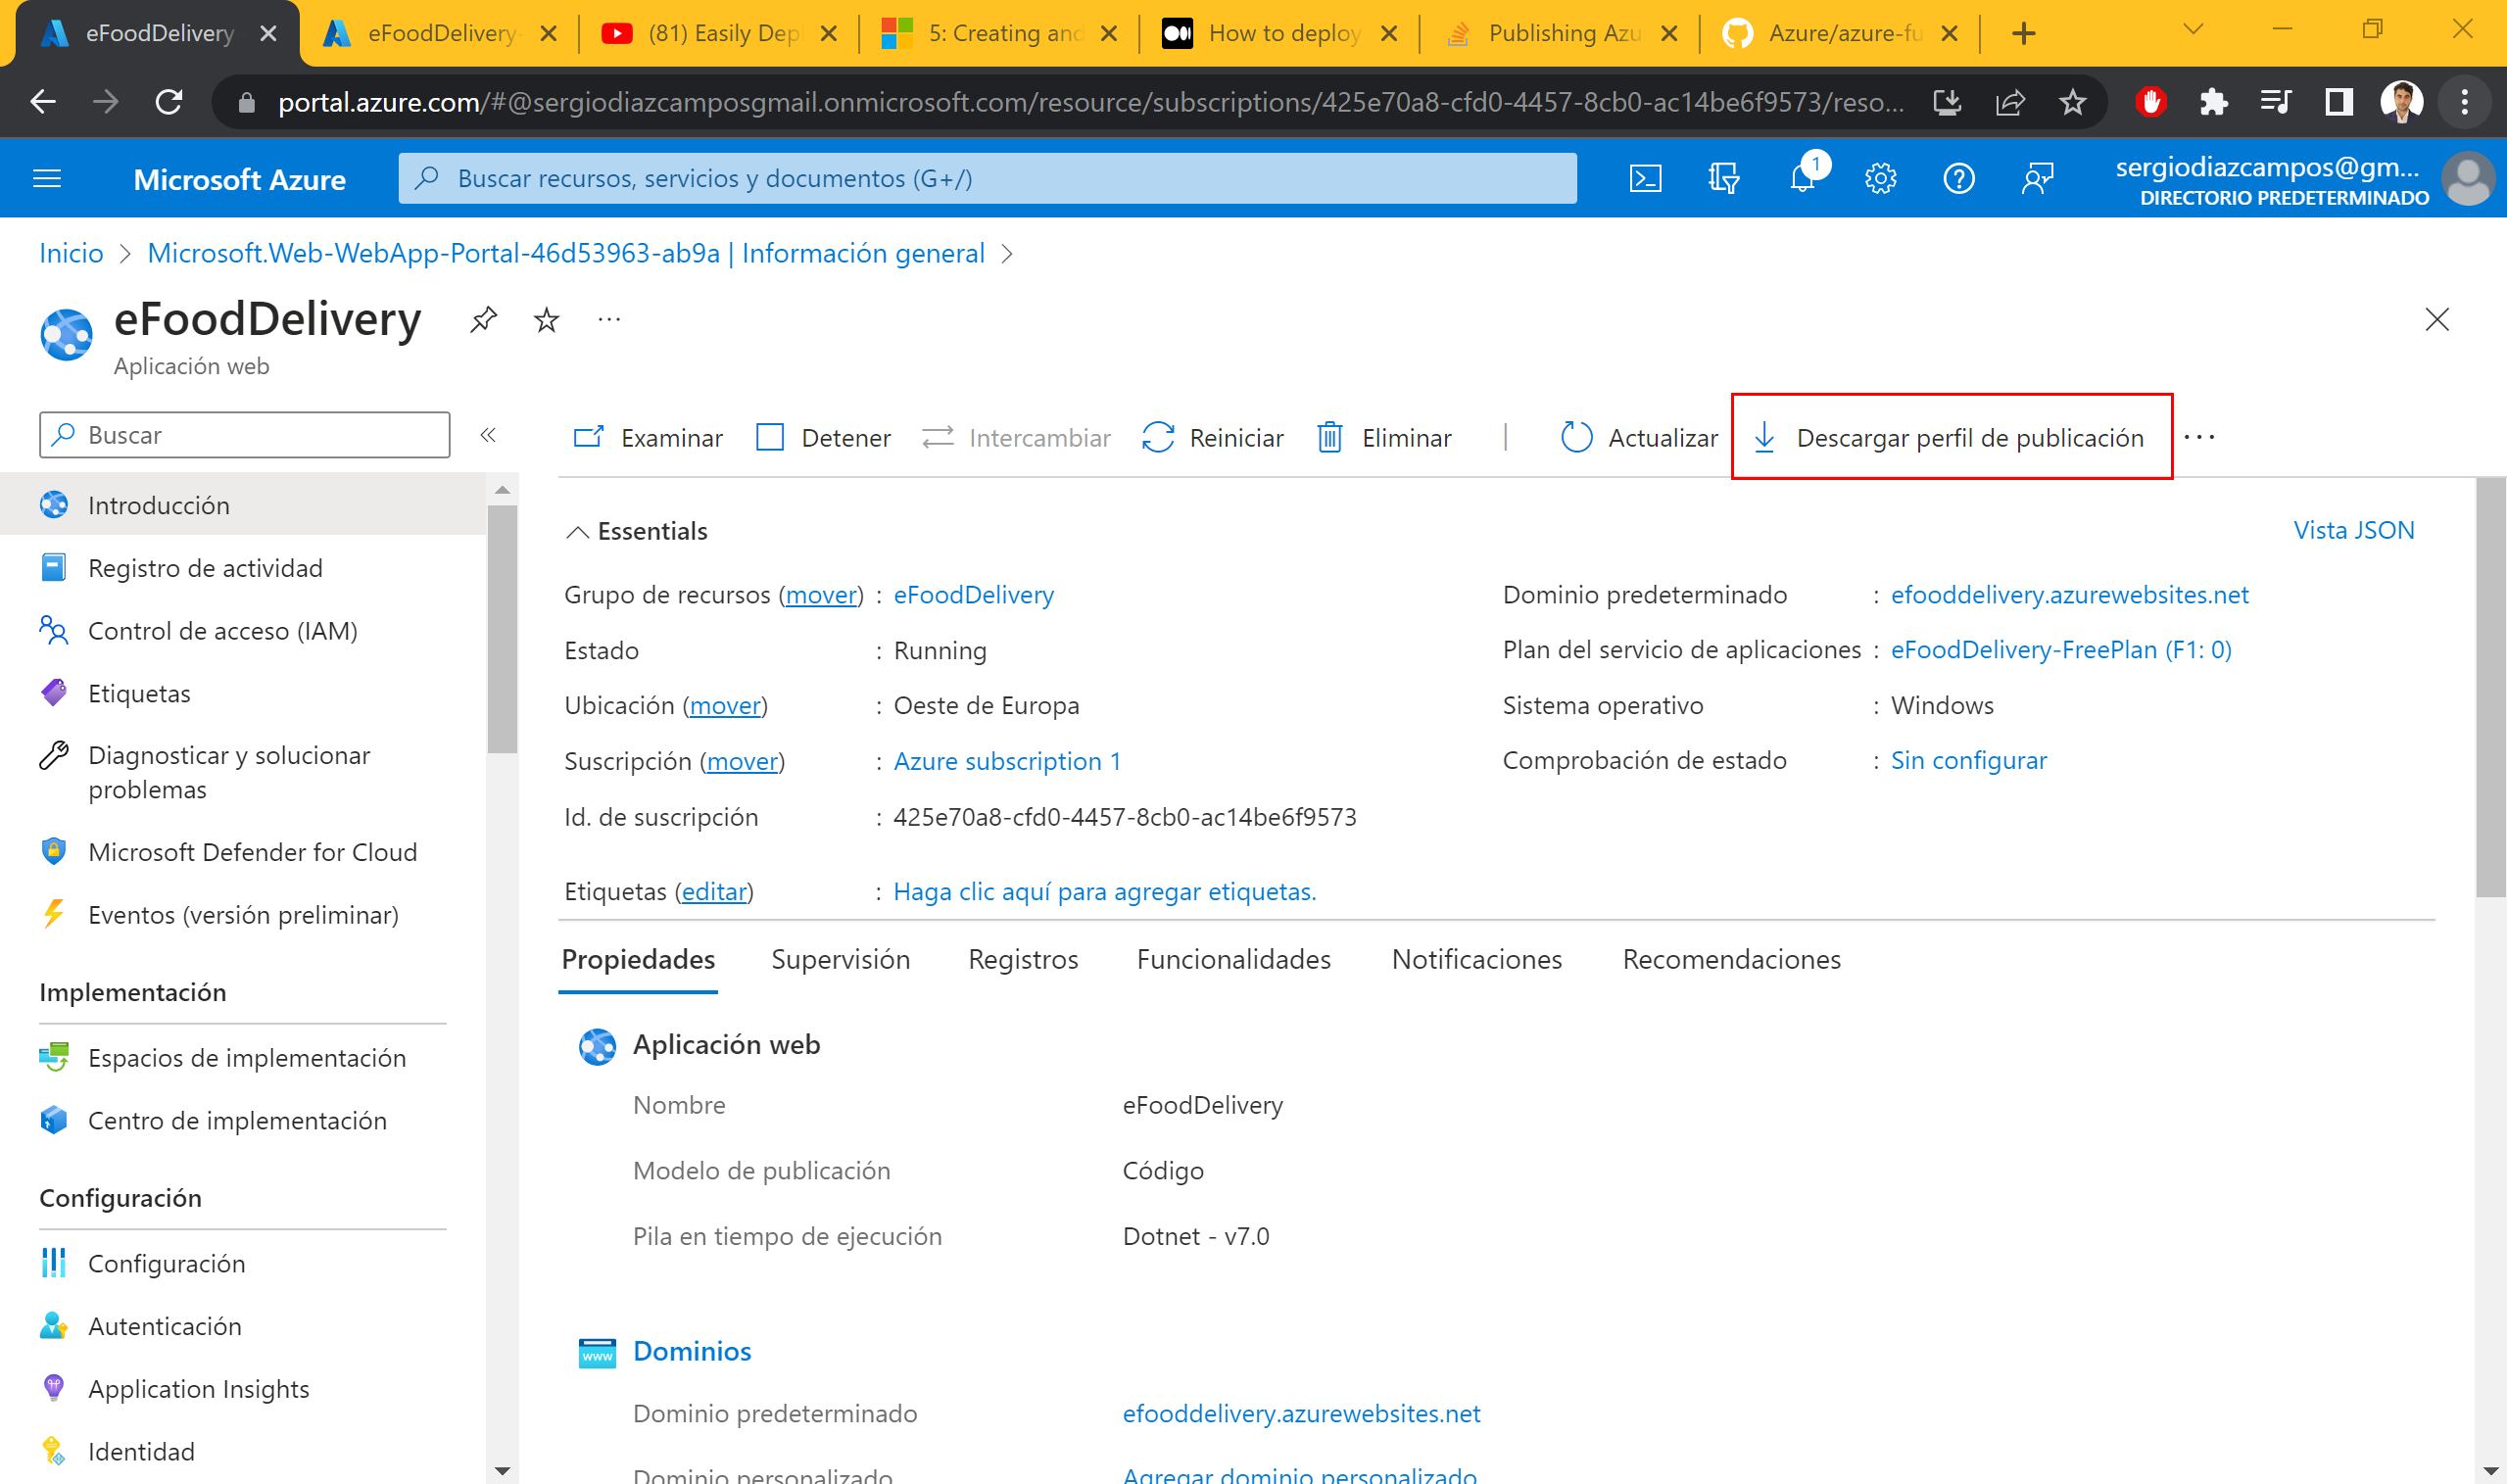 eFoodDelivery
eFoodDelivery-
(81) Easily Dep
5: Creating and
How to deploy
Publishing Azu
Azure/azure-fu
portal.azure.com/#@sergiodiazcamposgmail.onmicrosoft.com/resource/subscriptions/425e70a8-cfd0-4457-8cb0-ac14be6f9573/reso...
Microsoft Azure
Buscar recursos, servicios y documentos (G+/)
1
sergiodiazcampos@gm...
DIRECTORIO PREDETERMINADO
Inicio > Microsoft.Web-WebApp-Portal-46d53963-ab9a | Información general >
eFoodDelivery
...
Aplicación web
Buscar
«
Examinar
Detener
Intercambiar
Reiniciar
Eliminar
Actualizar
Descargar perfil de publicación
...
Introducción
Registro de actividad
Control de acceso (IAM)
Etiquetas
Diagnosticar y solucionar
problemas
Microsoft Defender for Cloud
Eventos (versión preliminar)
Implementación
Espacios de implementación
Centro de implementación
Configuración
Configuración
Autenticación
Application Insights
Identidad
Essentials
Vista JSON
Grupo de recursos (mover) : eFoodDelivery
Estado : Running
Ubicación (mover) : Oeste de Europa
Suscripción (mover) : Azure subscription 1
Id. de suscripción : 425e70a8-cfd0-4457-8cb0-ac14be6f9573
Etiquetas (editar) : Haga clic aquí para agregar etiquetas.
Dominio predeterminado : efooddelivery.azurewebsites.net
Plan del servicio de aplicaciones : eFoodDelivery-FreePlan (F1: 0)
Sistema operativo : Windows
Comprobación de estado : Sin configurar
Propiedades
Supervisión
Registros
Funcionalidades
Notificaciones
Recomendaciones
Aplicación web
Nombre eFoodDelivery
Modelo de publicación Código
Pila en tiempo de ejecución Dotnet - v7.0
www
Dominios
Dominio predeterminado efooddelivery.azurewebsites.net
Dominio personalizado Agregar dominio personalizado